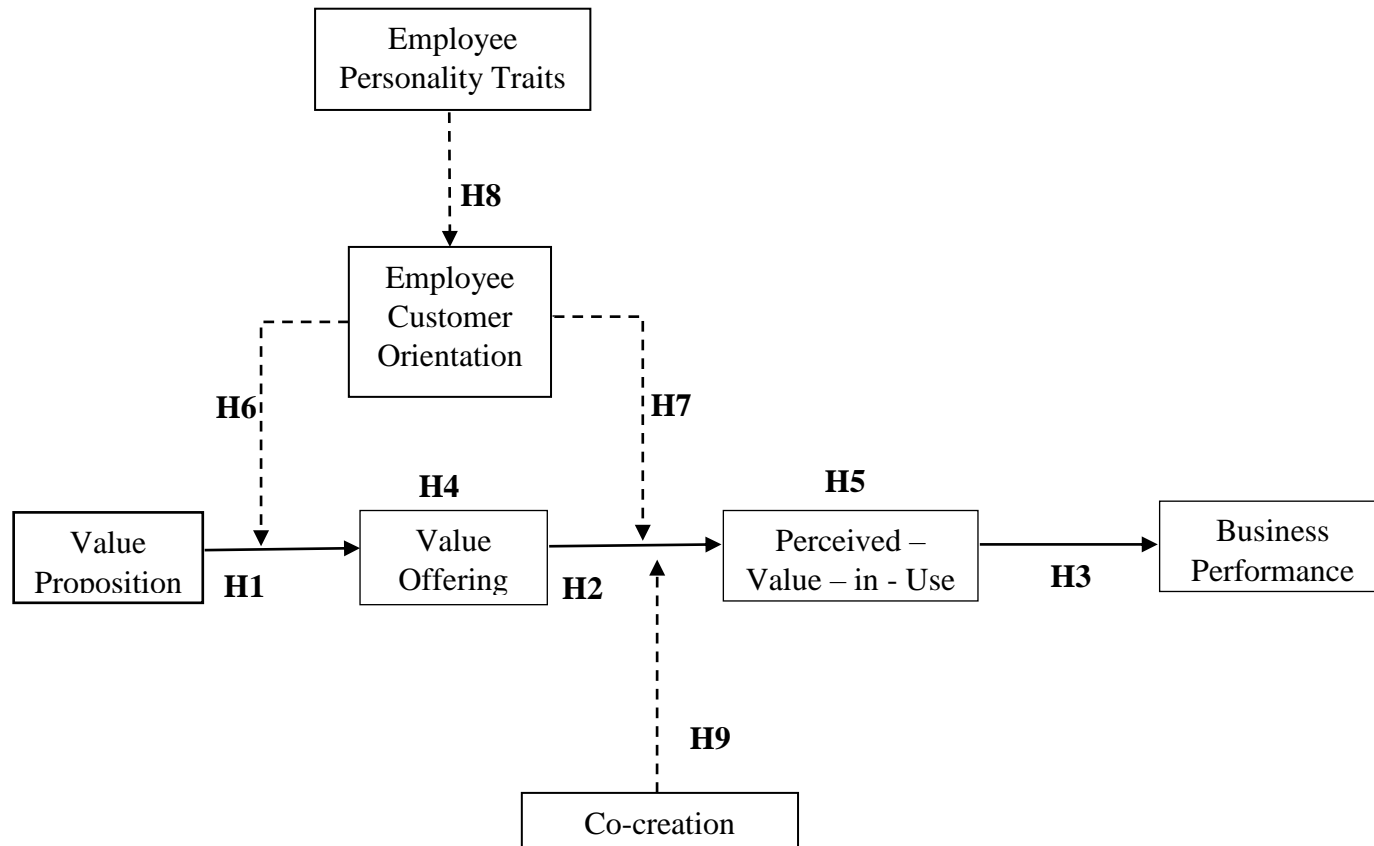 Employee
Personality Traits
H8
Employee
Customer
Orientation
H6
H7
H4
H5
Value
Proposition
H1
Value
Offering
H2
Perceived –
Value – in - Use
H3
Business
Performance
H9
Co-creation